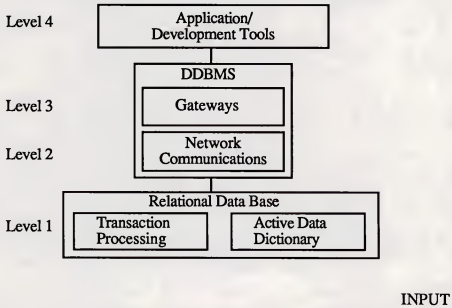 Level 4
Application/
Development Tools
DDBMS
Level 3
Gateways
Level 2
Network
Communications
Relational Data Base
Level 1
Transaction
Processing
Active Data
Dictionary
INPUT